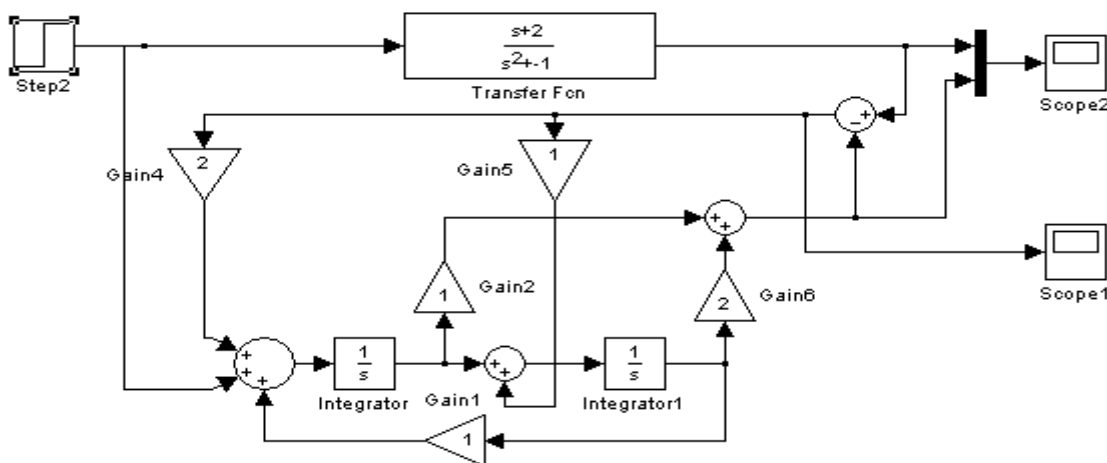 s+2
s2+-1
Step2
Transfer Fcn
Scope2
+
−
2
Gain4
1
Gain5
+
+
1
Gain2
2
Gain6
Scope1
+
+
+
1
s
Integrator
+
+
1
s
Integrator1
Gain1
1